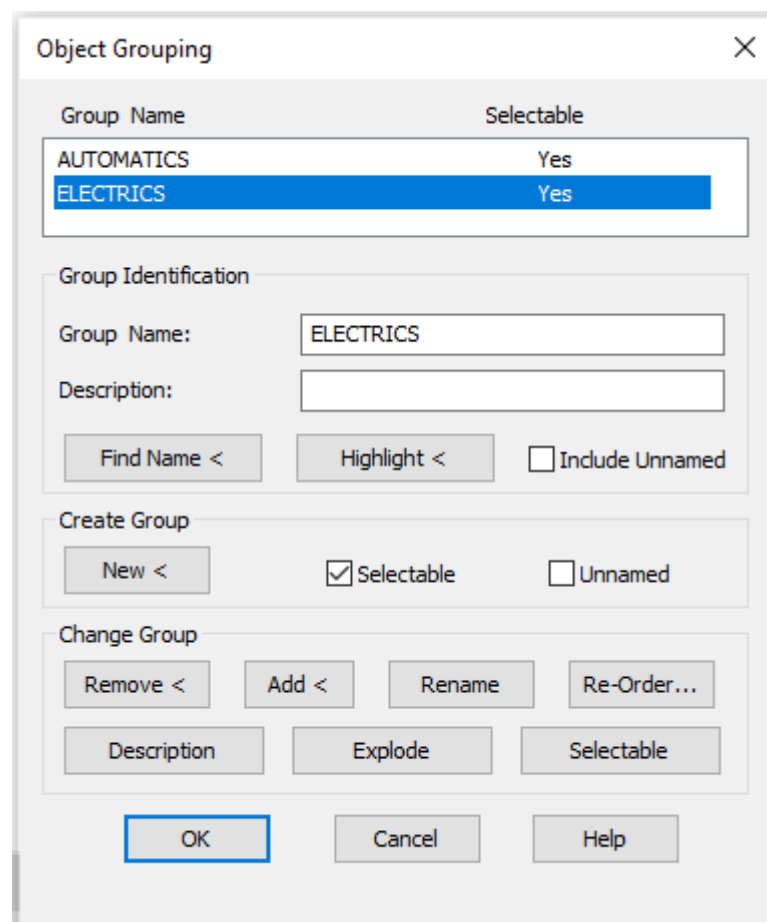 Object Grouping
Group Name Selectable
AUTOMATICS Yes
ELECTRICS Yes
Group Identification
Group Name: ELECTRICS
Description:
Find Name < Highlight < Include Unnamed
Create Group
New < Selectable Unnamed
Change Group
Remove < Add < Rename Re-Order...
Description Explode Selectable
OK Cancel Help